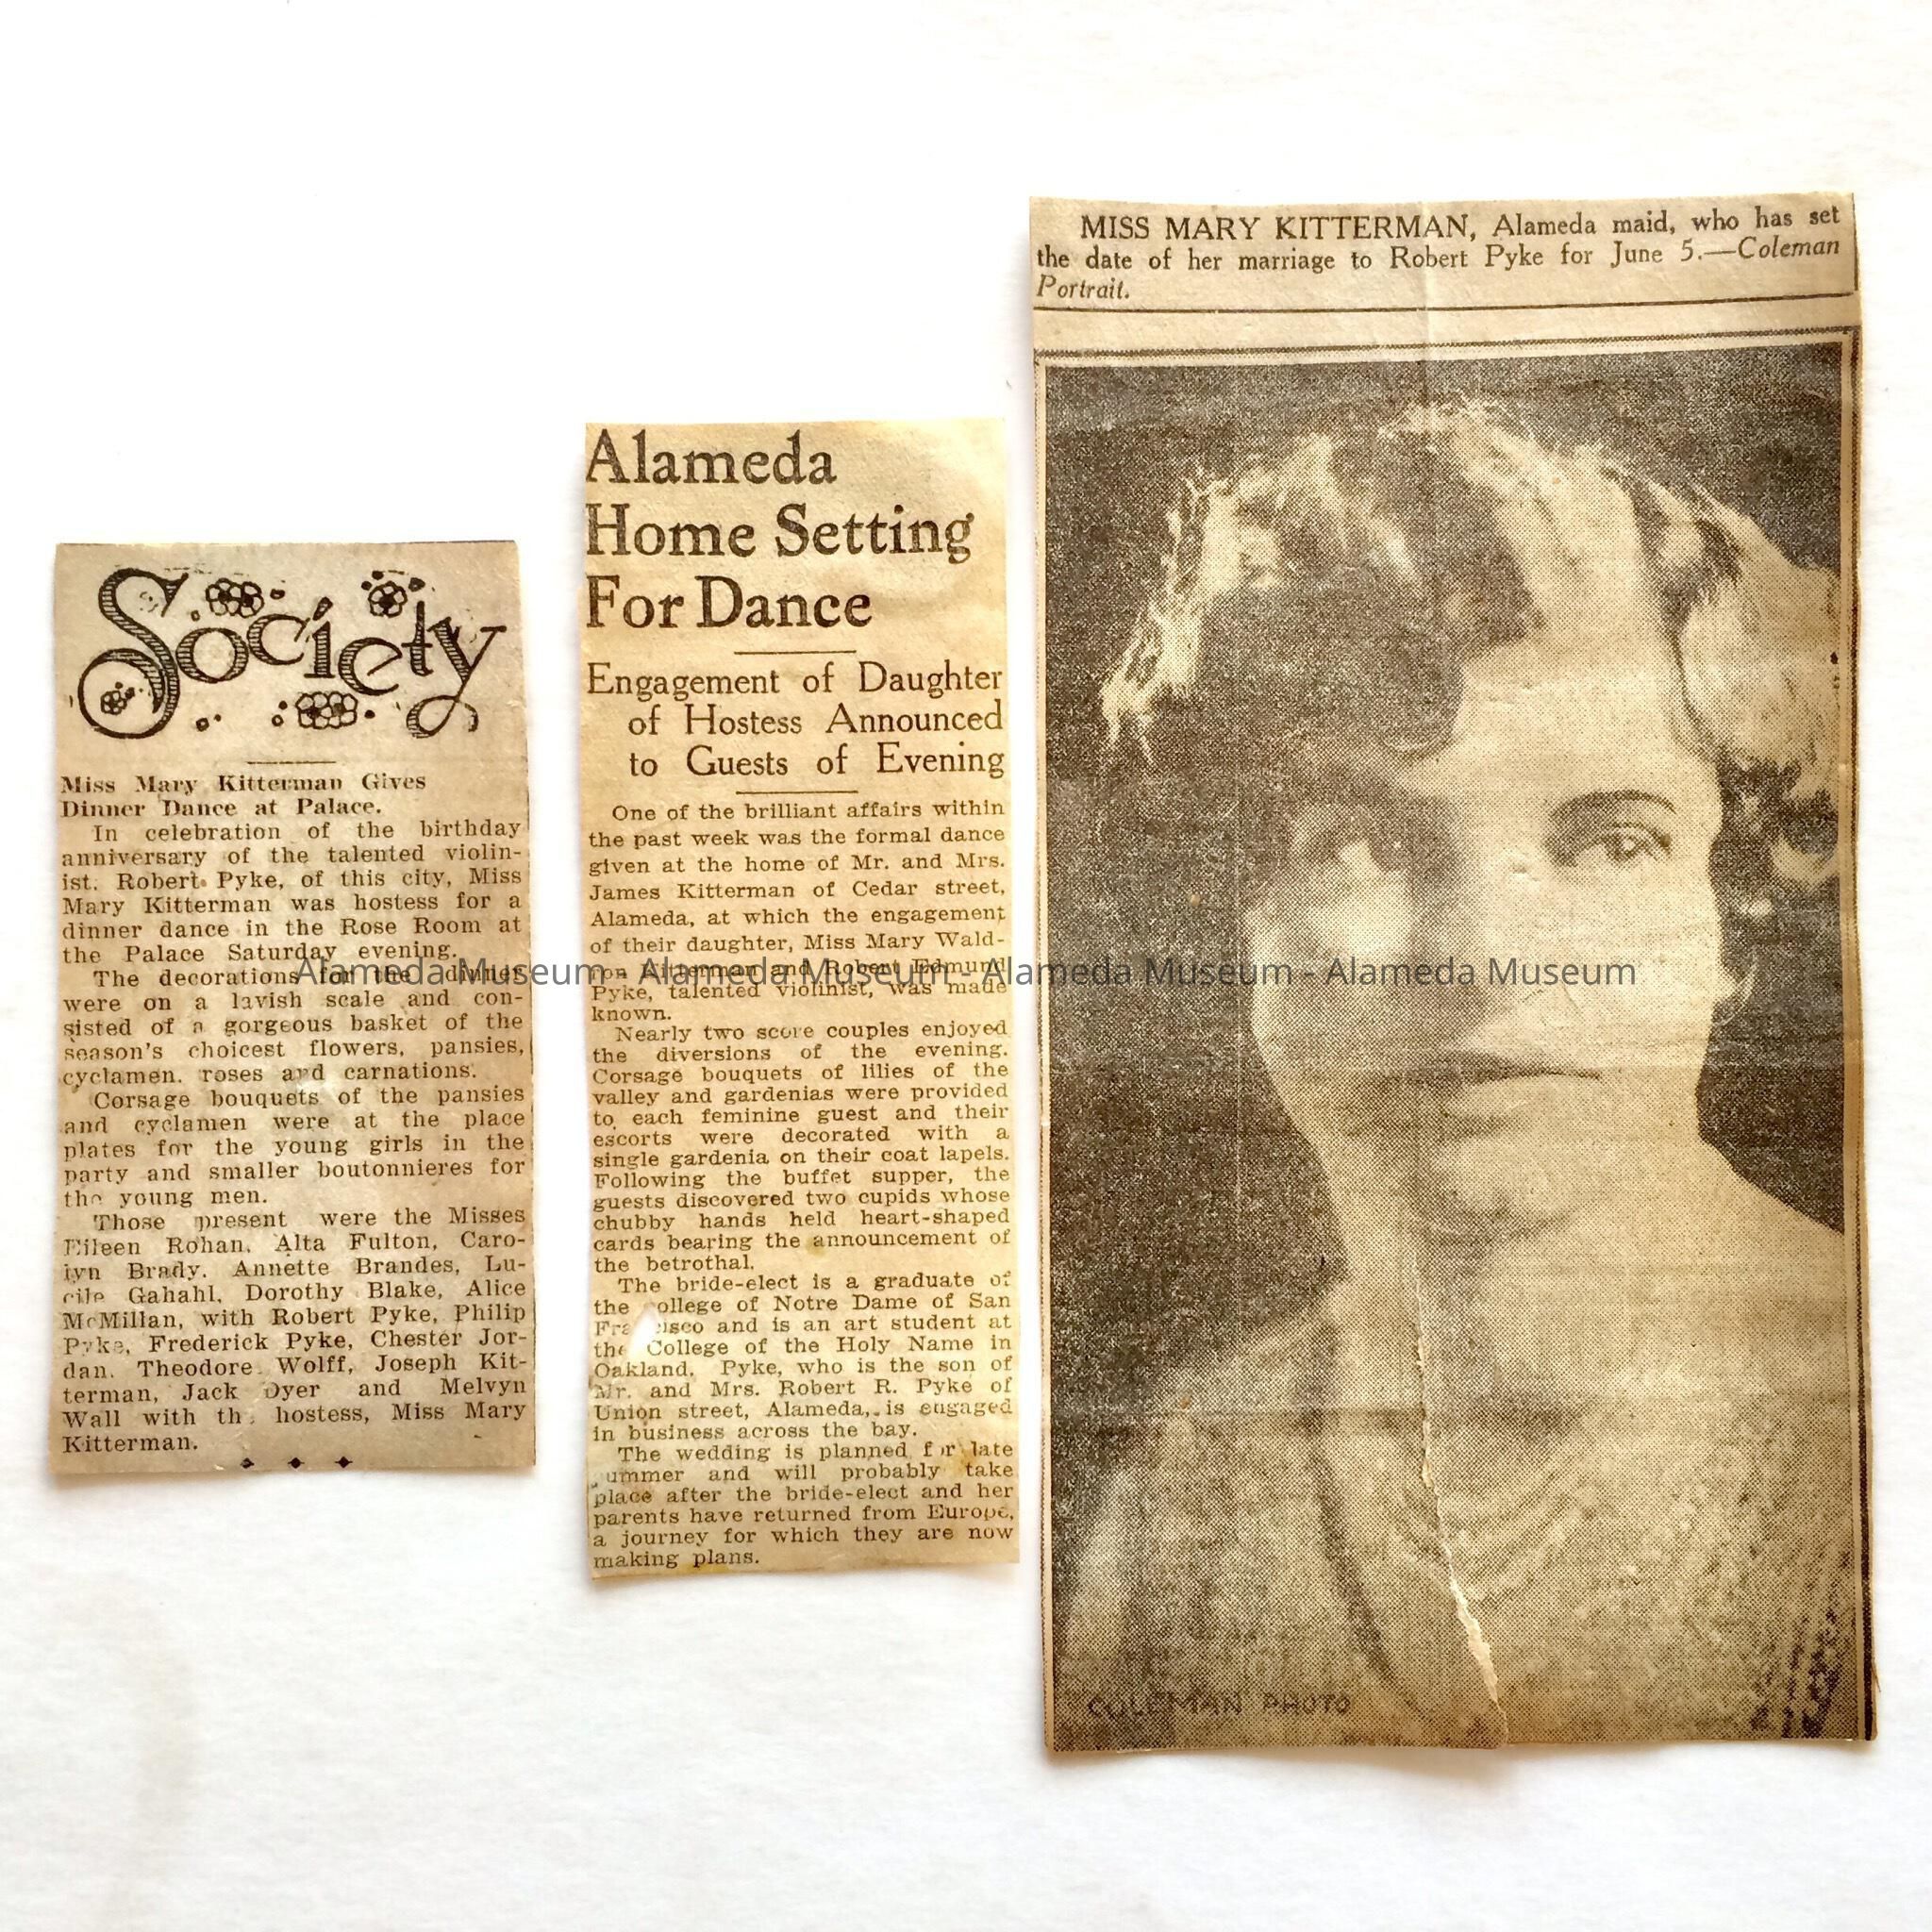 Society
Miss Mary Kitterman Gives
Dinner Dance at Palace.
In celebration of the birthday
anniversary of the talented violin-
ist, Robert Pyke, of this city, Miss
Mary Kitterman was hostess for a
dinner dance in the Rose Room at
the Palace Saturday evening.
The decorations for the dinner
were on a lavish scale and con-
sisted of a gorgeous basket of the
season's choicest flowers, pansies,
cyclamen, roses and carnations.
Corsage bouquets of the pansies
and cyclamen were at the place
plates for the young girls in the
party and smaller boutonnieres for
the young men.
Those present were the Misses
Eileen Rohan, Alta Fulton, Caro-
lyn Brady, Annette Brandes, Lu-
cile Gahahl, Dorothy Blake, Alice
McMillan, with Robert Pyke, Philip
Pyke, Frederick Pyke, Chester Jor-
dan, Theodore Wolff, Joseph Kit-
terman, Jack Dyer and Melvyn
Wall with the hostess, Miss Mary
Kitterman.
Alameda
Home Setting
For Dance
Engagement of Daughter
of Hostess Announced
to Guests of Evening
One of the brilliant affairs within
the past week was the formal dance
given at the home of Mr. and Mrs.
James Kitterman of Cedar street,
Alameda, at which the engagement
of their daughter, Miss Mary Wald-
ron Kitterman and Robert Edmund
Pyke, talented violinist, was made
known.
Nearly two score couples enjoyed
the diversions of the evening.
Corsage bouquets of lilies of the
valley and gardenias were provided
to each feminine guest and their
escorts were decorated with a
single gardenia on their coat lapels.
Following the buffet supper, the
guests discovered two cupids whose
chubby hands held heart-shaped
cards bearing the announcement of
the betrothal.
The bride-elect is a graduate of
the College of Notre Dame of San
Francisco and is an art student at
the College of the Holy Name in
Oakland. Pyke, who is the son of
Mr. and Mrs. Robert R. Pyke of
Union street, Alameda, is engaged
in business across the bay.
The wedding is planned for late
summer and will probably take
place after the bride-elect and her
parents have returned from Europe,
a journey for which they are now
making plans.
MISS MARY KITTERMAN, Alameda maid, who has set
the date of her marriage to Robert Pyke for June 5.—Coleman
Portrait.
COLEMAN PHOTO
Alameda Museum - Alameda Museum - Alameda Museum - Alameda Museum